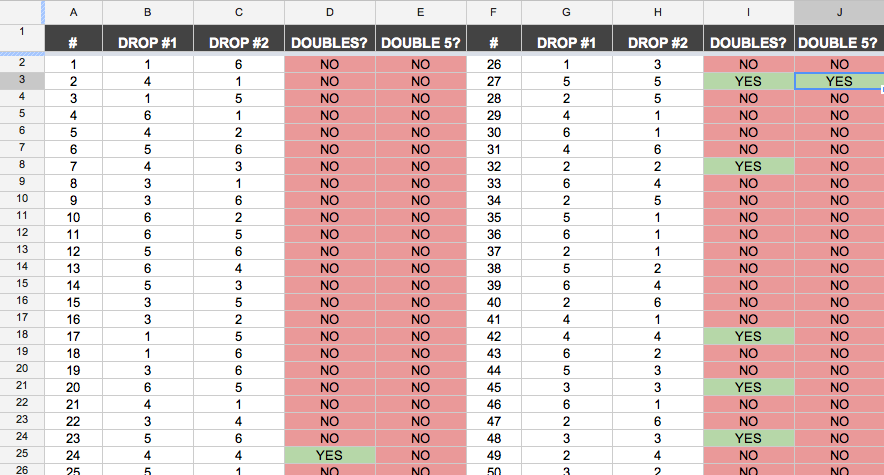 A B C D E F G H I J
1 # DROP #1 DROP #2 DOUBLES? DOUBLE 5? # DROP #1 DROP #2 DOUBLES? DOUBLE 5?
2 1 1 6 NO NO 26 1 3 NO NO
3 2 4 1 NO NO 27 5 5 YES YES
4 3 1 5 NO NO 28 2 5 NO NO
5 4 6 1 NO NO 29 4 1 NO NO
6 5 4 2 NO NO 30 6 1 NO NO
7 6 5 6 NO NO 31 4 6 NO NO
8 7 4 3 NO NO 32 2 2 YES NO
9 8 3 1 NO NO 33 6 4 NO NO
10 9 3 6 NO NO 34 2 5 NO NO
11 10 6 2 NO NO 35 5 1 NO NO
12 11 6 5 NO NO 36 6 1 NO NO
13 12 5 6 NO NO 37 2 1 NO NO
14 13 6 4 NO NO 38 5 2 NO NO
15 14 5 3 NO NO 39 6 4 NO NO
16 15 3 5 NO NO 40 2 6 NO NO
17 16 3 2 NO NO 41 4 1 NO NO
18 17 1 5 NO NO 42 4 4 YES NO
19 18 1 6 NO NO 43 6 2 NO NO
20 19 3 6 NO NO 44 5 3 NO NO
21 20 6 5 NO NO 45 3 3 YES NO
22 21 4 1 NO NO 46 6 1 NO NO
23 22 3 4 NO NO 47 2 6 NO NO
24 23 5 6 NO NO 48 3 3 YES NO
25 24 4 4 YES NO 49 2 4 NO NO
26 25 5 1 NO NO 50 3 2 NO NO